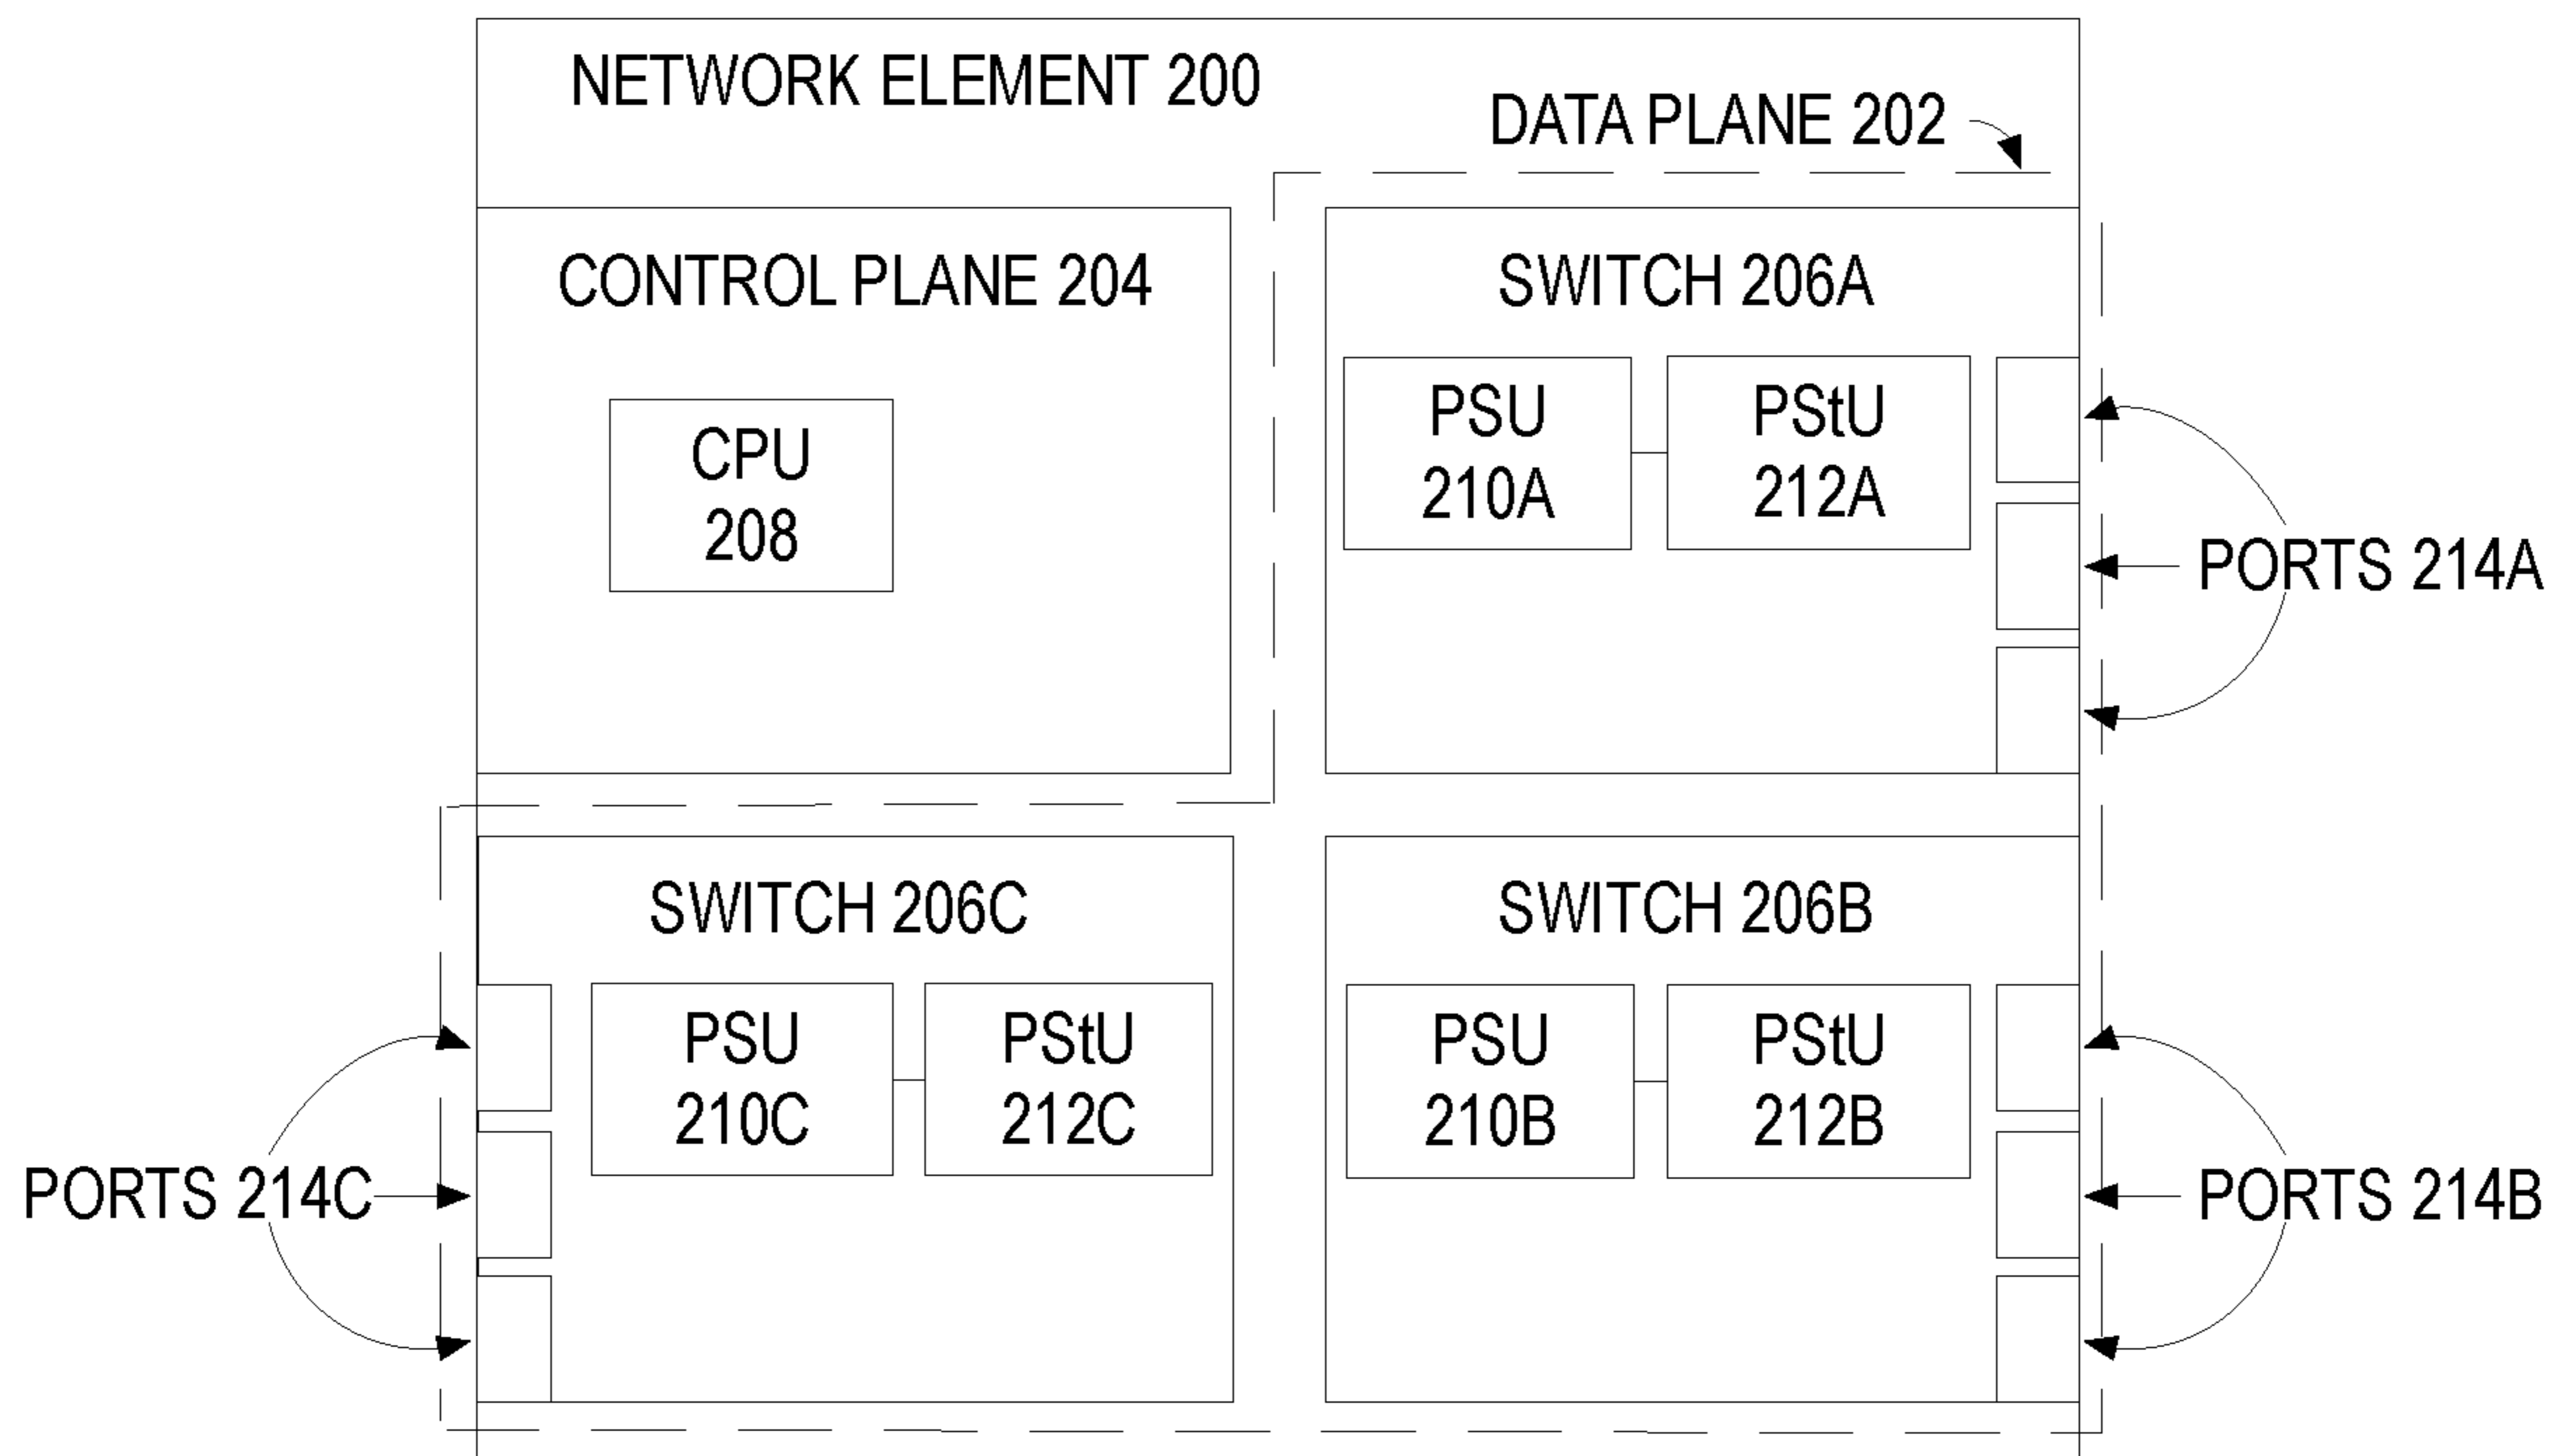 NETWORK ELEMENT 200
DATA PLANE 202
CONTROL PLANE 204
CPU
208
SWITCH 206A
PSU
210A
PStU
212A
PORTS 214A
SWITCH 206C
PSU
210C
PStU
212C
PORTS 214C
SWITCH 206B
PSU
210B
PStU
212B
PORTS 214B